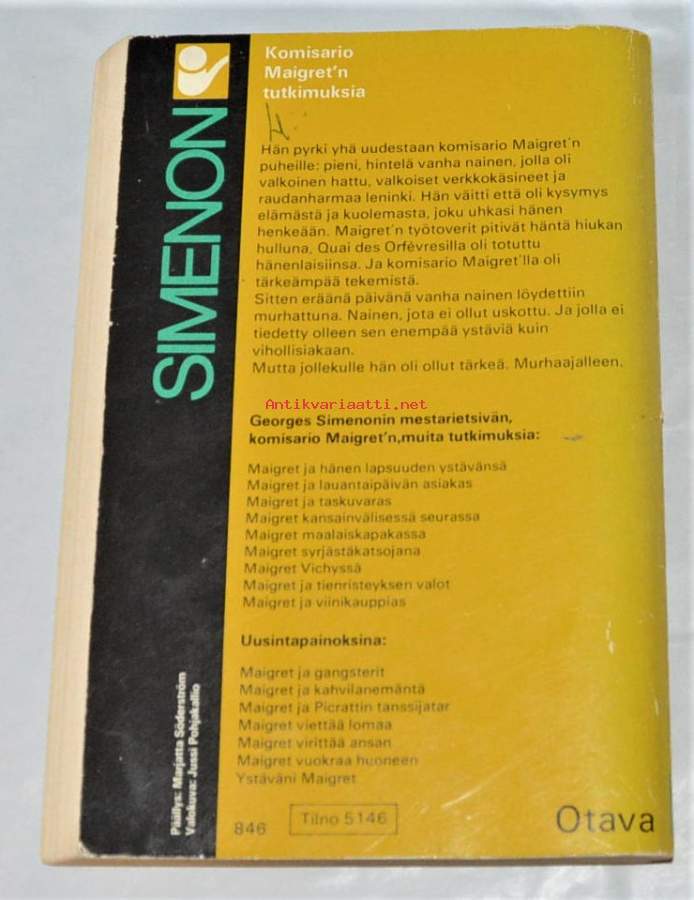 SIMENON
Komisario
Maigret'n
tutkimuksia
Hän pyrki yhä uudestaan komisario Maigret'n
puheille: pieni, hintelä vanha nainen, jolla oli
valkoinen hattu, valkoiset verkkokäsineet ja
raudanharmaa leninki. Hän väitti että oli kysymys
elämästä ja kuolemasta, joku uhkasi hänen
henkeään. Maigret'n työtoverit pitivät häntä hiukan
hulluna, Quai des Orfévresilla oli totuttu
hänenlaisiinsa. Ja komisario Maigret'lla oli
tärkeämpää tekemistä.
Sitten eräänä päivänä vanha nainen löydettiin
murhattuna. Nainen, jota ei ollut uskottu. Ja jolla ei
tiedetty olleen sen enempää ystäviä kuin
vihollisiakaan.
Mutta jollekulle hän oli ollut tärkeä. Murhaajalleen.
Antikvariaatti.net
Georges Simenonin mestarietsivän,
komisario Maigret'n,muita tutkimuksia:
Maigret ja hänen lapsuuden ystävänsä
Maigret ja lauantaipäivän asiakas
Maigret ja taskuvaras
Maigret kansainvälisessä seurassa
Maigret maalaiskapakassa
Maigret syrjästäkatsojana
Maigret Vichyssä
Maigret ja tienristeyksen valot
Maigret ja viinikauppias
Uusintapainoksina:
Maigret ja gangsterit
Maigret ja kahvilanemäntä
Maigret ja Picrattin tanssijatar
Maigret viettää lomaa
Maigret virittää ansan
Maigret vuokraa huoneen
Ystäväni Maigret
Päällys: Marjatta Söderström
Valokuva: Jussi Pohjakallio
846
Tilno 5146
Otava